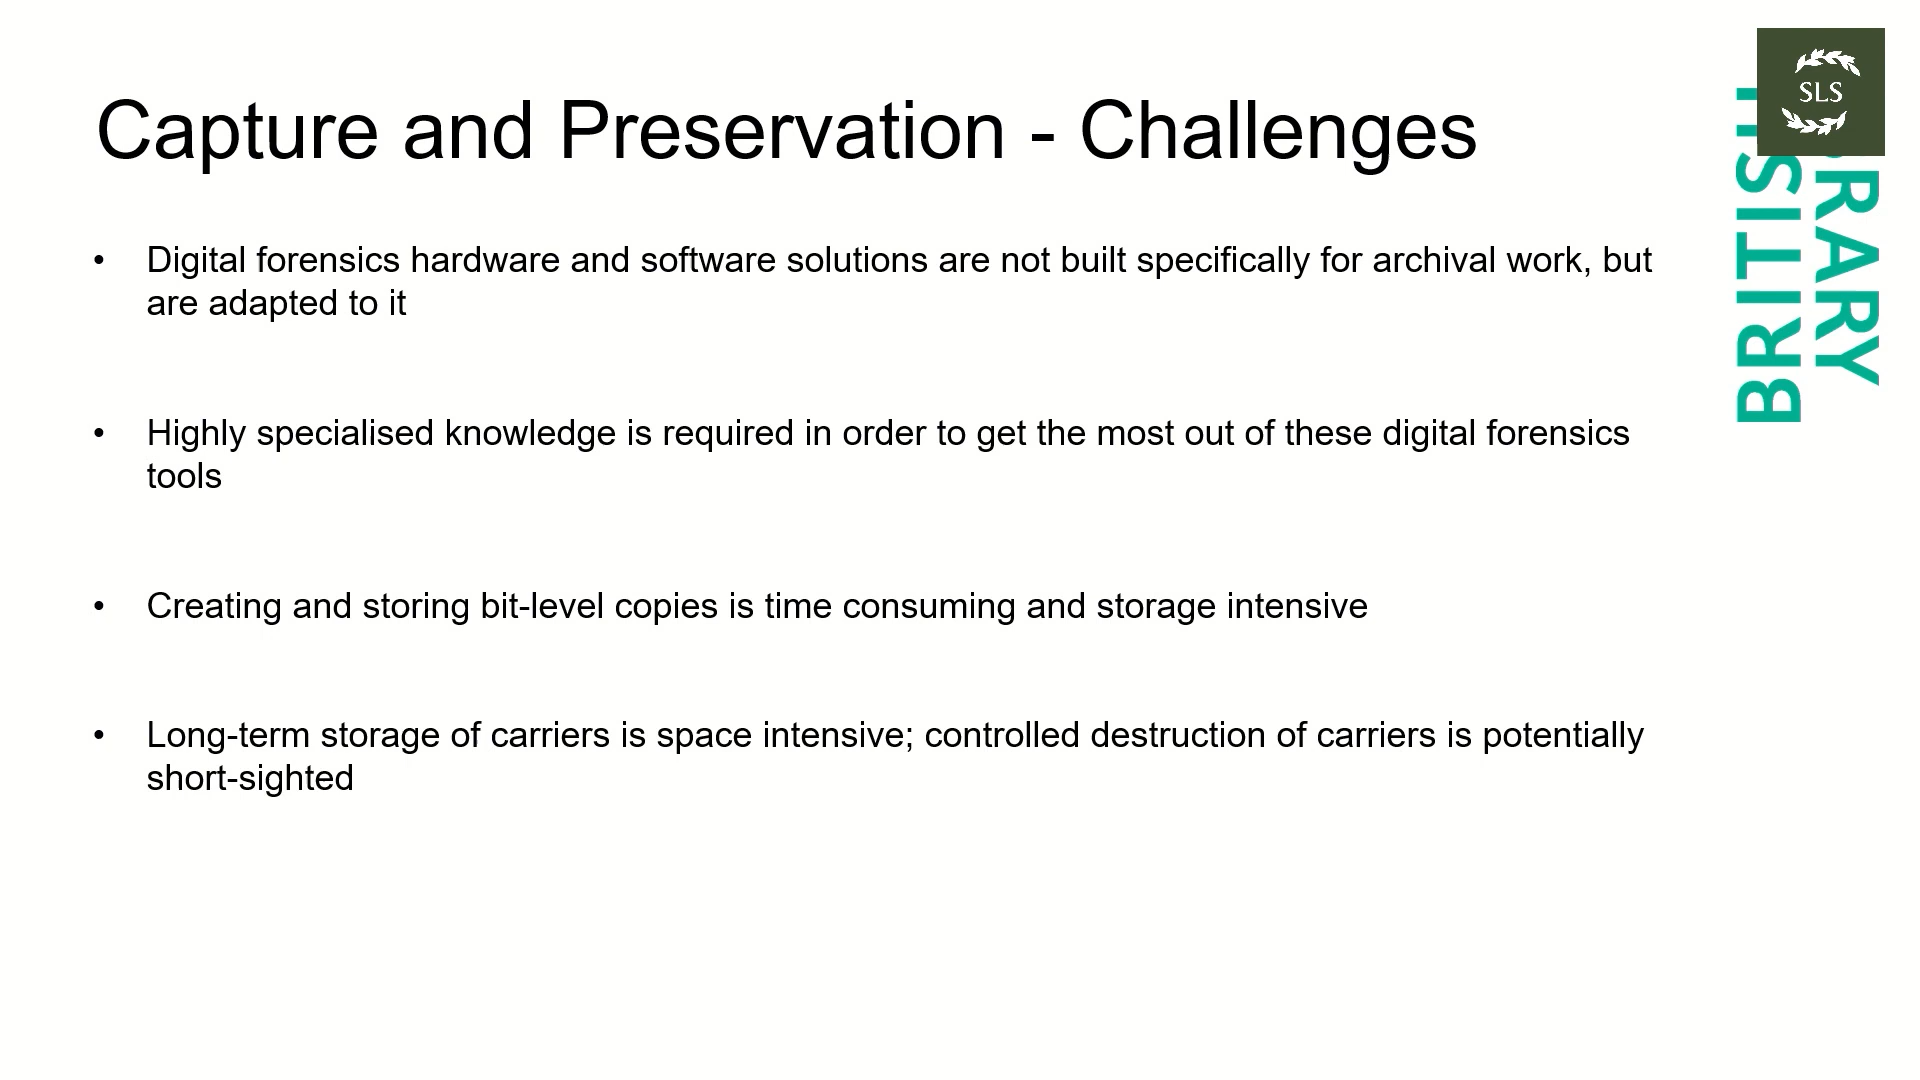 Capture and Preservation - Challenges
• Digital forensics hardware and software solutions are not built specifically for archival work, but
are adapted to it
• Highly specialised knowledge is required in order to get the most out of these digital forensics
tools
• Creating and storing bit-level copies is time consuming and storage intensive
• Long-term storage of carriers is space intensive; controlled destruction of carriers is potentially
short-sighted
SLS